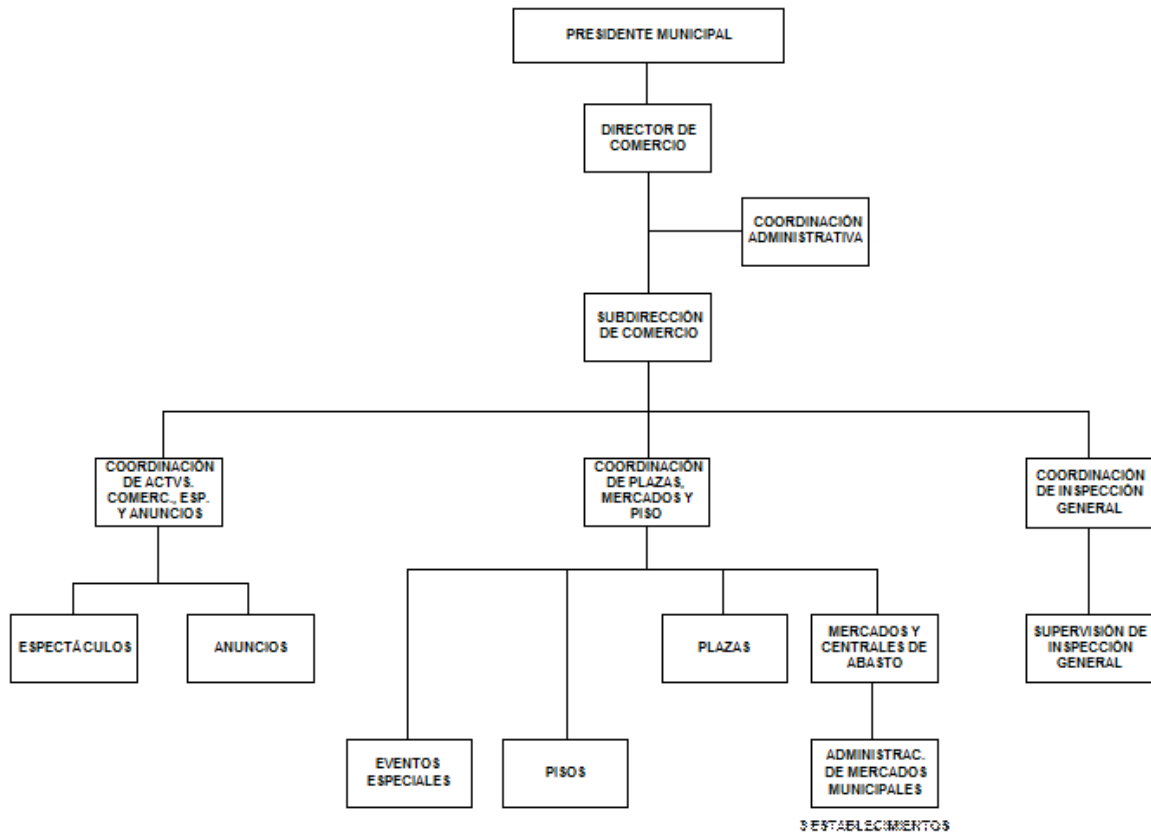 PRESIDENTE MUNICIPAL
DIRECTOR DE
COMERCIO
COORDINACIÓN
ADMINISTRATIVA
SUBDIRECCIÓN
DE COMERCIO
COORDINACIÓN
DE ACTVS.
COMERC., ESP.
Y ANUNCIOS
COORDINACIÓN
DE PLAZAS,
MERCADOS Y
PISO
COORDINACIÓN
DE INSPECCIÓN
GENERAL
ESPECTÁCULOS
ANUNCIOS
PLAZAS
MERCADOS Y
CENTRALES DE
ABASTO
SUPERVISIÓN DE
INSPECCIÓN
GENERAL
EVENTOS
ESPECIALES
PISOS
ADMINISTRAC.
DE MERCADOS
MUNICIPALES
ESTABLECIMIENTOS